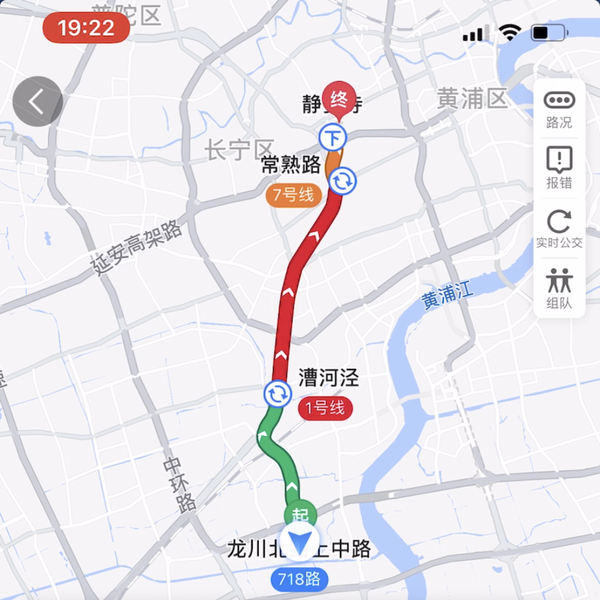 普陀区
19:22
静
终
寺
黄浦区
路况
下
长宁区
常熟路
报错
7号线
实时公交
延安高架路
组队
黄浦江
漕河泾
1号线
中环路
起
龙川北
上中路
718路